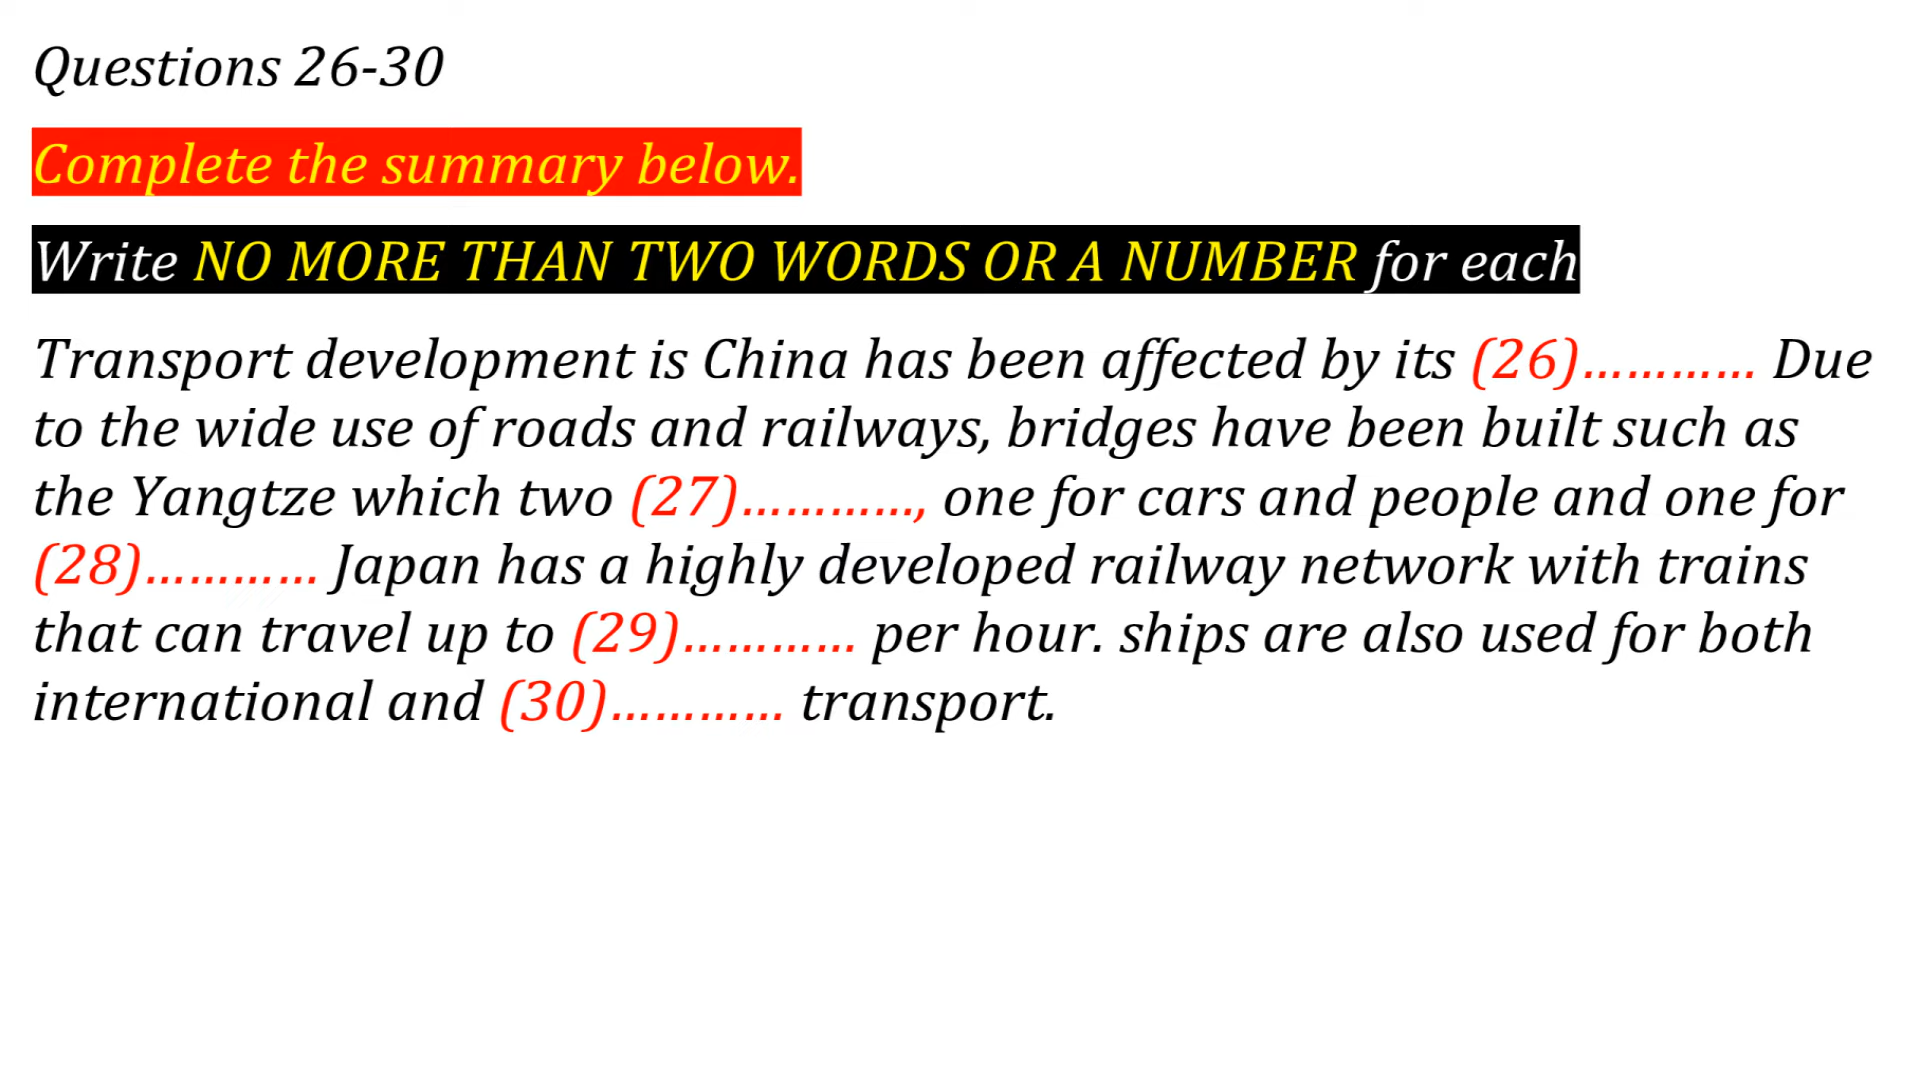 Questions 26-30
Complete the summary below.
Write NO MORE THAN TWO WORDS OR A NUMBER for each
Transport development is China has been affected by its (26)………… Due
to the wide use of roads and railways, bridges have been built such as
the Yangtze which two (27)…………, one for cars and people and one for
(28)………… Japan has a highly developed railway network with trains
that can travel up to (29)………… per hour. ships are also used for both
international and (30)………… transport.